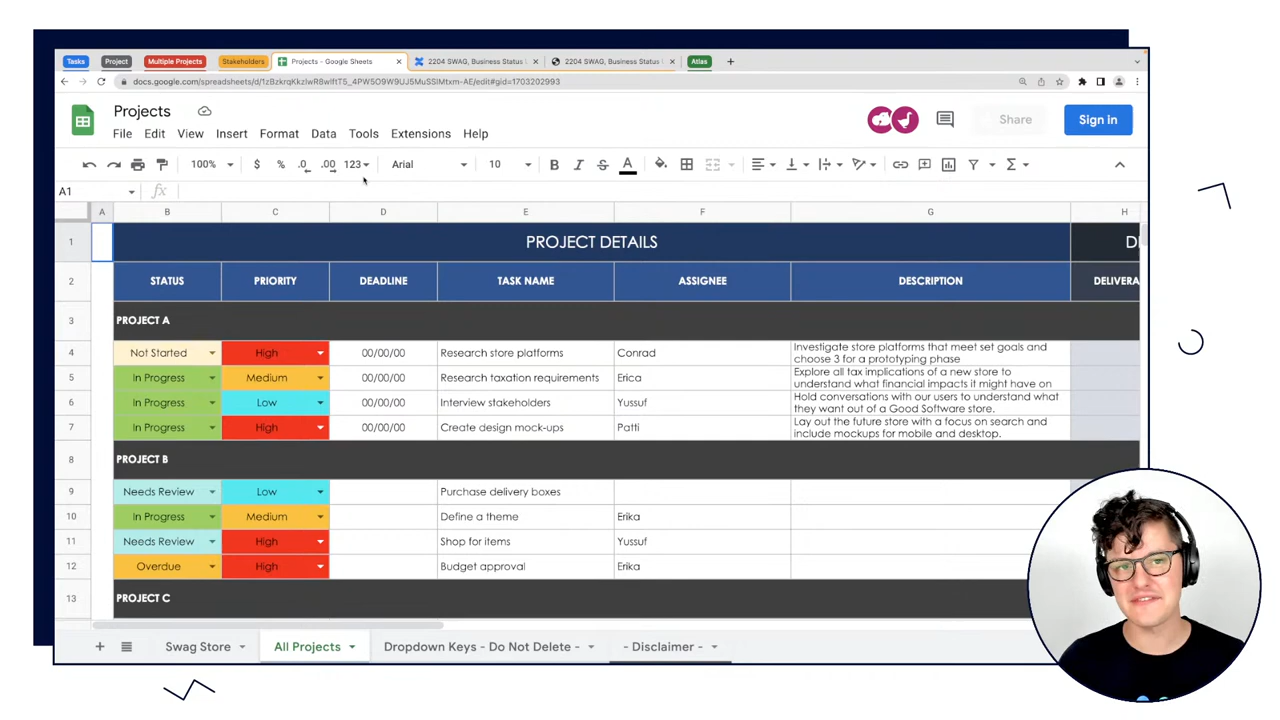 Tasks Project Multiple Projects Stakeholders Projects - Google Sheets × 2204 SWAG, Business Status × 2204 SWAG, Business Status × Atlas +
docs.google.com/spreadsheets/d/
Projects
File Edit View Insert Format Data Tools Extensions Help
Share
Sign in
100% $ % .0 .00 123 Arial 10 B I S A Σ
A1 fx
A B C D E F G H
1 PROJECT DETAILS
2 STATUS PRIORITY DEADLINE TASK NAME ASSIGNEE DESCRIPTION
3 PROJECT A
4 Not Started High 00/00/00 Research store platforms Conrad Investigate store platforms that meet set goals and
choose 3 for a prototyping phase
5 In Progress Medium 00/00/00 Research taxation requirements Erica Explore all tax implications of a new store to
understand what financial impacts it might have on
6 In Progress Low 00/00/00 Interview stakeholders Yussuf Hold conversations with our users to understand what
they want out of a Good Software store.
7 In Progress High 00/00/00 Create design mock-ups Patti Lay out the future store with a focus on search and
include mockups for mobile and desktop.
8 PROJECT B
9 Needs Review Low Purchase delivery boxes
10 In Progress Medium Define a theme Erika
11 Needs Review High Shop for items Yussuf
12 Overdue High Budget approval Erika
13 PROJECT C
+ Swag Store All Projects Dropdown Keys - Do Not Delete - - Disclaimer -